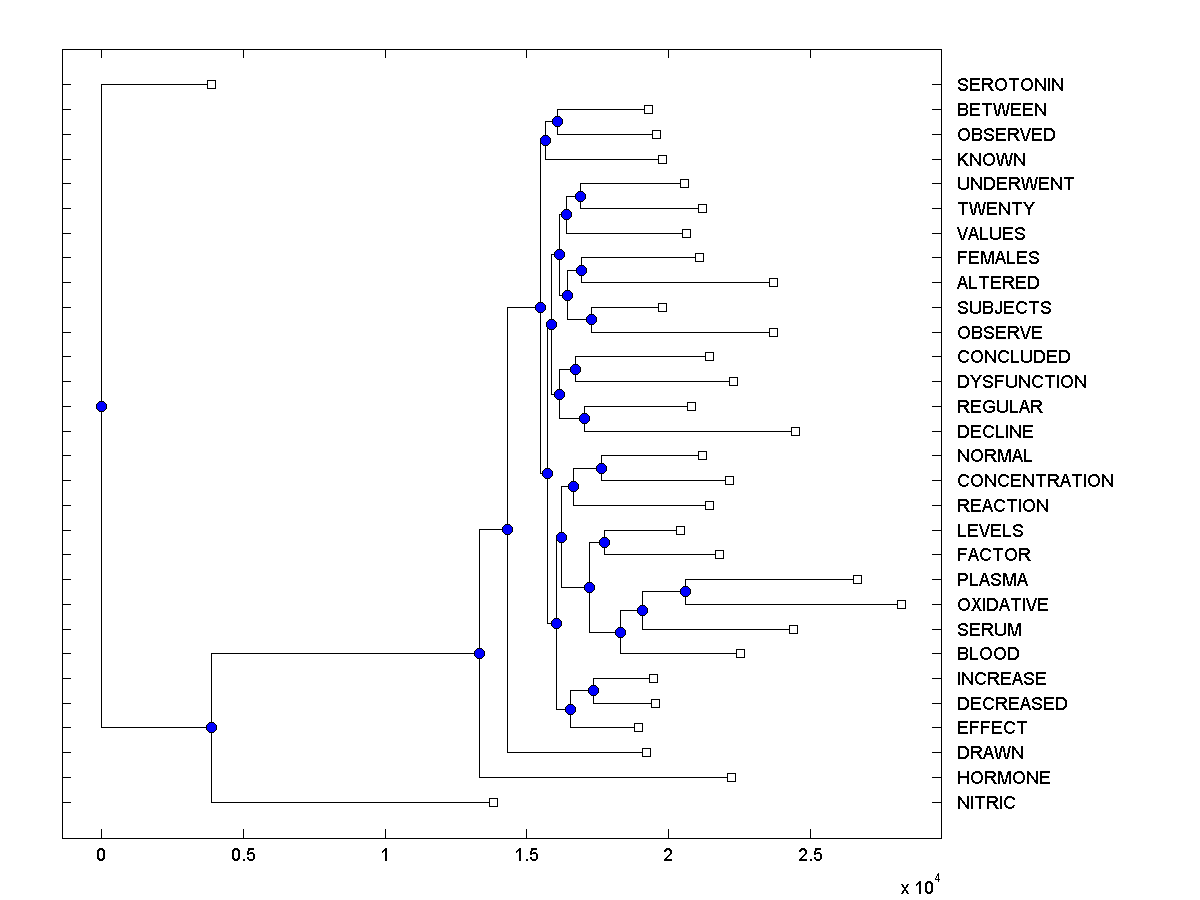 SEROTONIN
BETWEEN
OBSERVED
KNOWN
UNDERWENT
TWENTY
VALUES
FEMALES
ALTERED
SUBJECTS
OBSERVE
CONCLUDED
DYSFUNCTION
REGULAR
DECLINE
NORMAL
CONCENTRATION
REACTION
LEVELS
FACTOR
PLASMA
OXIDATIVE
SERUM
BLOOD
INCREASE
DECREASED
EFFECT
DRAWN
HORMONE
NITRIC
0 0.5 1 1.5 2 2.5
x 10^4